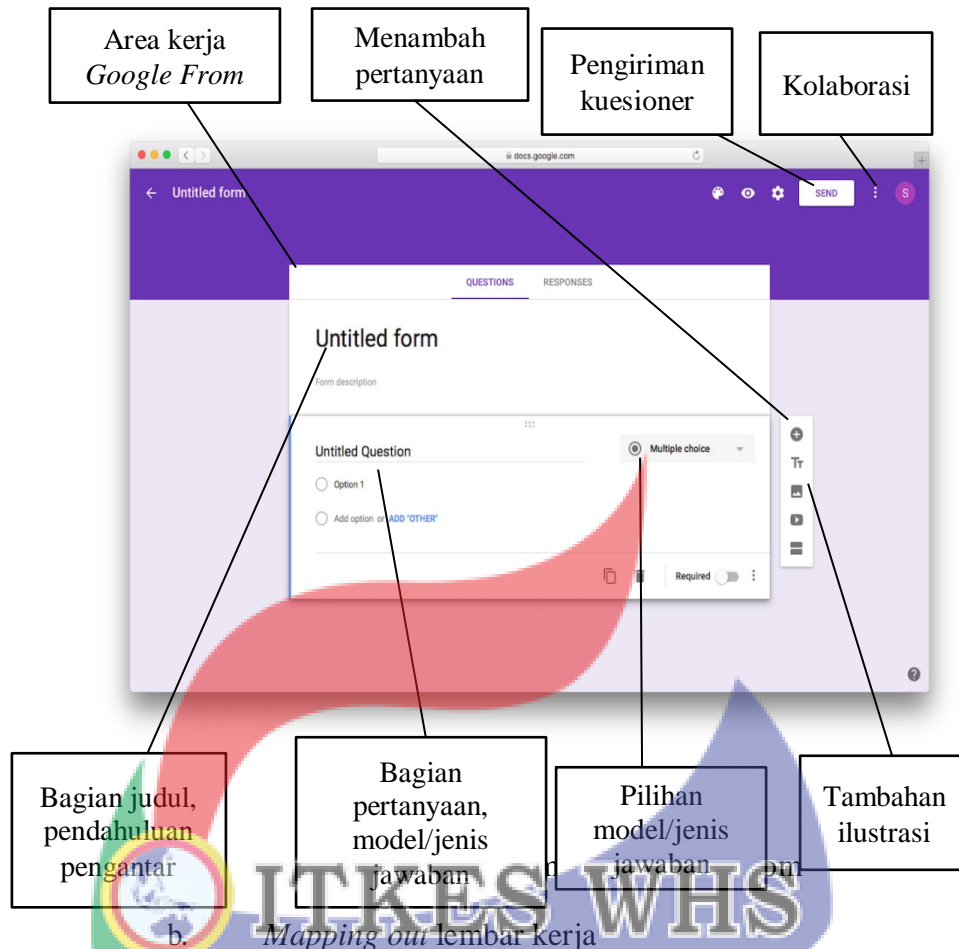 Area kerja
Google From
Menambah
pertanyaan
Pengiriman
kuesioner
Kolaborasi
docs.google.com
Untitled form
SEND
S
QUESTIONS RESPONSES
Untitled form
Form description
Untitled Question
Multiple choice
Option 1
Add option or ADD "OTHER"
Required
Bagian judul,
pendahuluan
pengantar
Bagian
pertanyaan,
model/jenis
jawaban
Pilihan
model/jenis
jawaban
Tambahan
ilustrasi
ITKES WHS
b. Mapping out lembar kerja